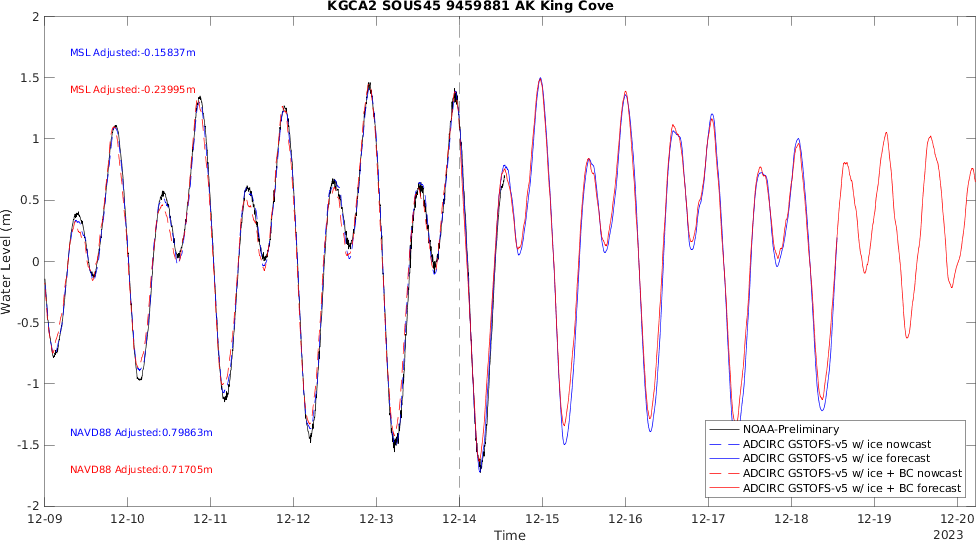 KGCA2 SOUS45 9459881 AK King Cove
MSL Adjusted:-0.15837m
MSL Adjusted:-0.23995m
NAVD88 Adjusted:0.79863m
NAVD88 Adjusted:0.71705m
Water Level (m)
2
1.5
1
0.5
0
-0.5
-1
-1.5
-2
NOAA-Preliminary
ADCIRC GSTOFS-v5 w/ ice nowcast
ADCIRC GSTOFS-v5 w/ ice forecast
ADCIRC GSTOFS-v5 w/ ice + BC nowcast
ADCIRC GSTOFS-v5 w/ ice + BC forecast
12-09 12-10 12-11 12-12 12-13 12-14 12-15 12-16 12-17 12-18 12-19 12-20
Time
2023